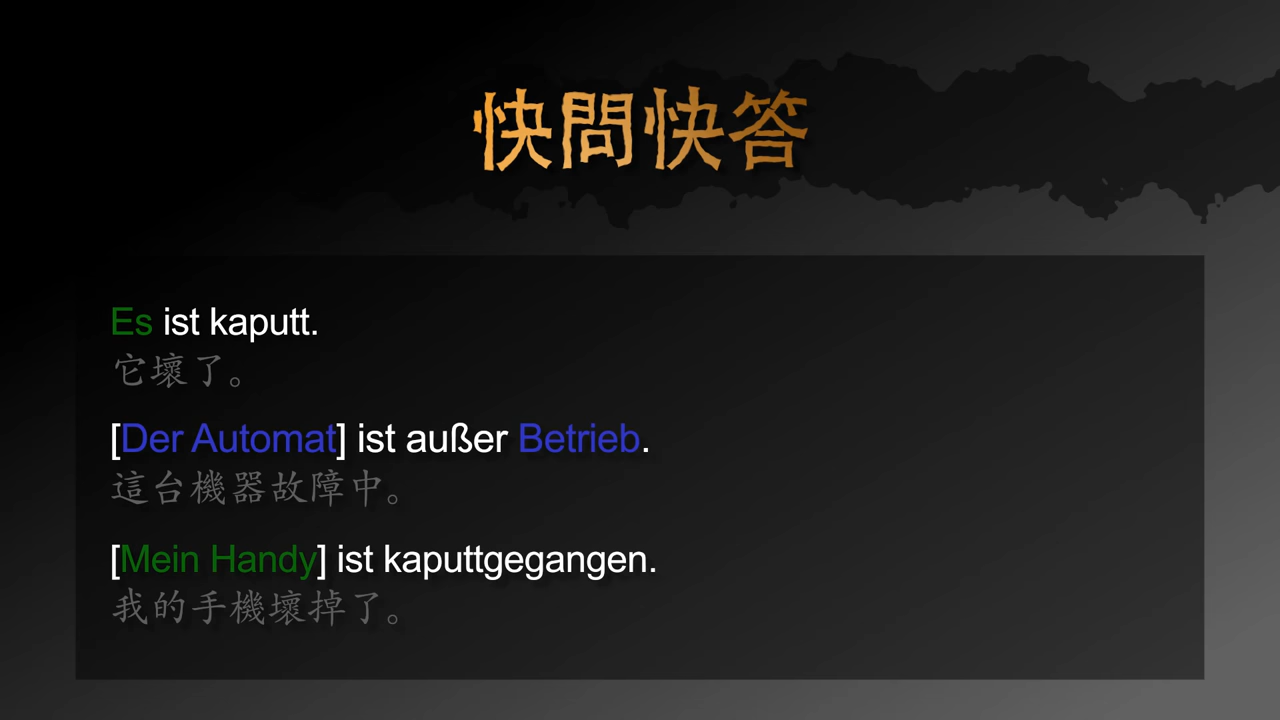 快問快答
Es ist kaputt.
它壞了。
[Der Automat] ist außer Betrieb.
這台機器故障中。
[Mein Handy] ist kaputtgegangen.
我的手機壞掉了。